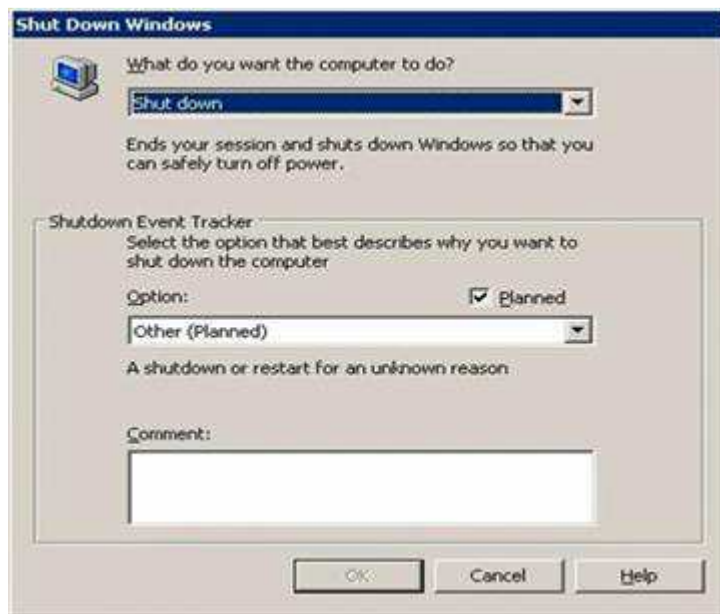 Shut Down Windows
What do you want the computer to do?
Shut down
Ends your session and shuts down Windows so that you
can safely turn off power.
Shutdown Event Tracker
Select the option that best describes why you want to
shut down the computer
Option:
Planned
Other (Planned)
A shutdown or restart for an unknown reason
Comment:
OK
Cancel
Help